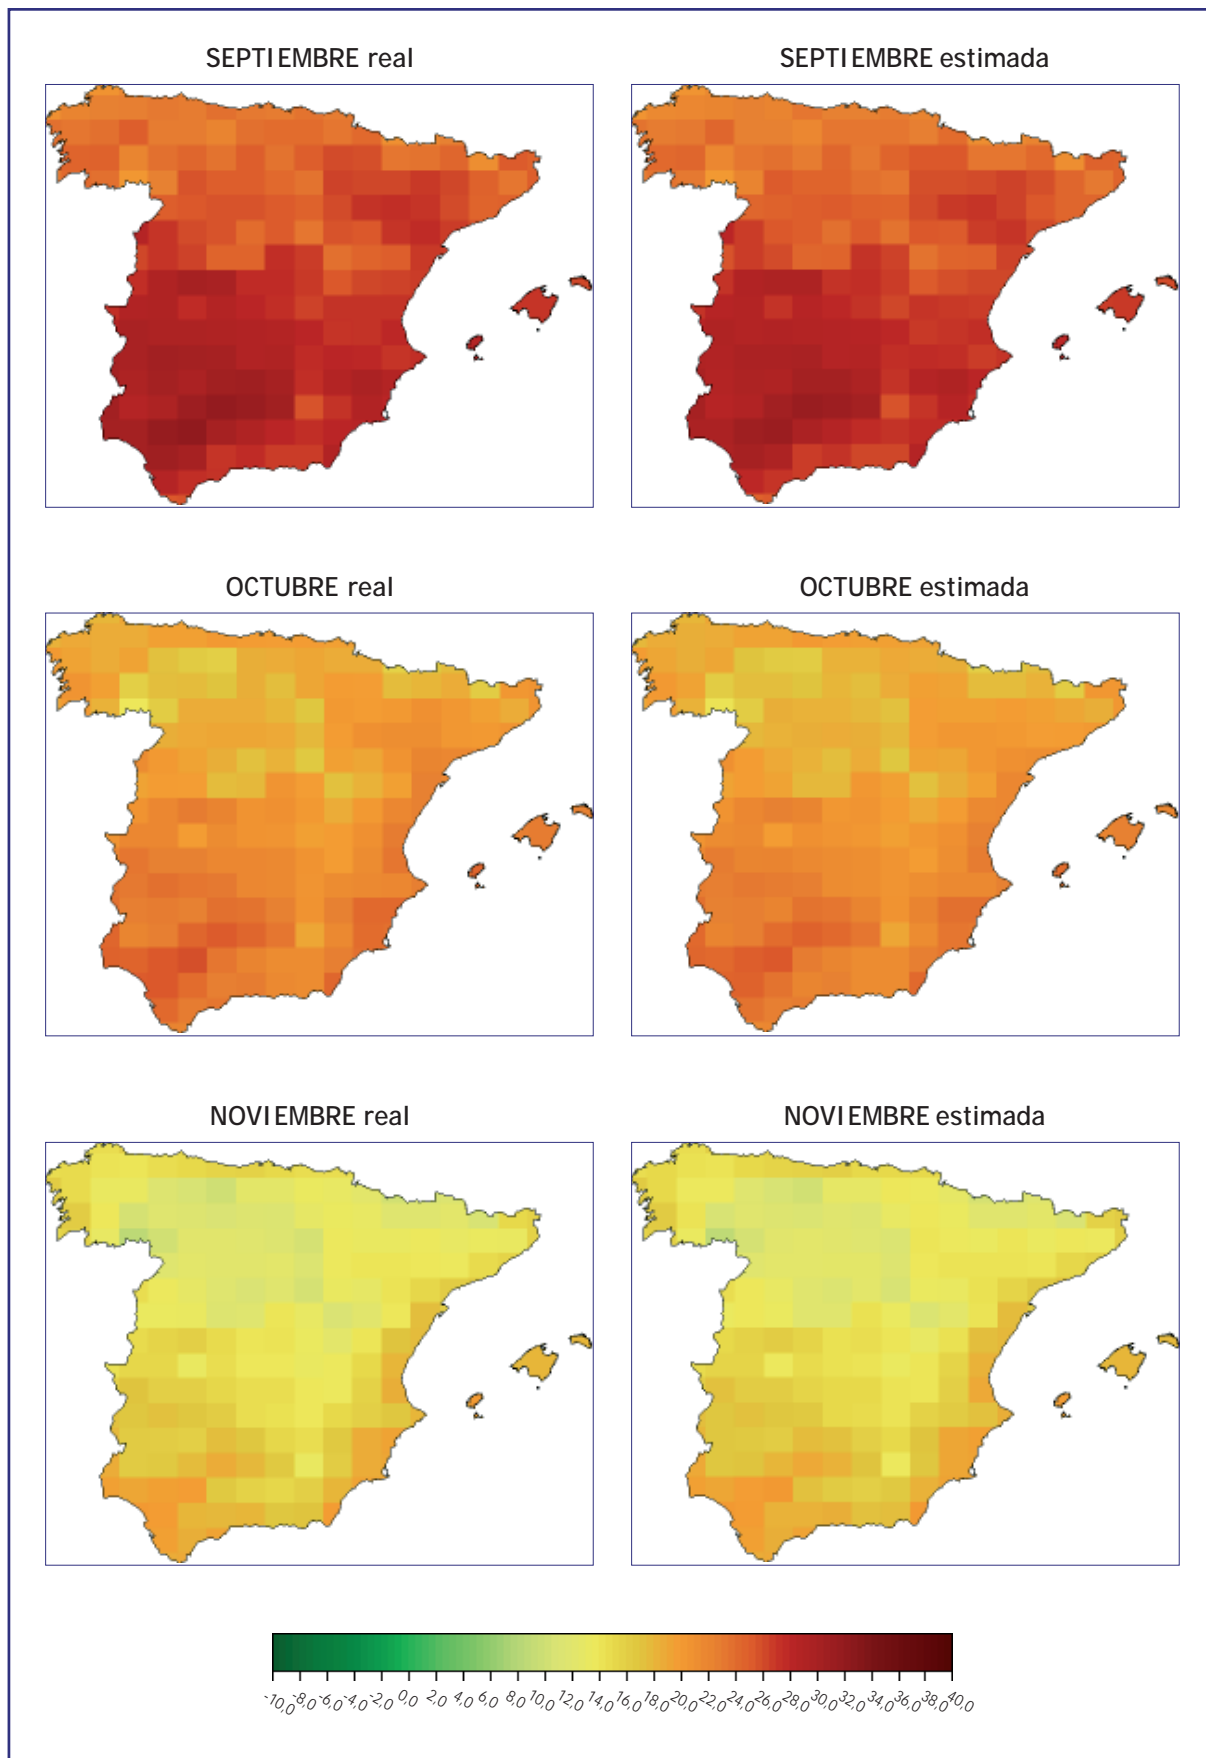 SEPTIEMBRE real
SEPTIEMBRE estimada
OCTUBRE real
OCTUBRE estimada
NOVIEMBRE real
NOVIEMBRE estimada
-10,0 -8,0 -6,0 -4,0 -2,0 0,0 2,0 4,0 6,0 8,0 10,0 12,0 14,0 16,0 18,0 20,0 22,0 24,0 26,0 28,0 30,0 32,0 34,0 36,0 38,0 40,0